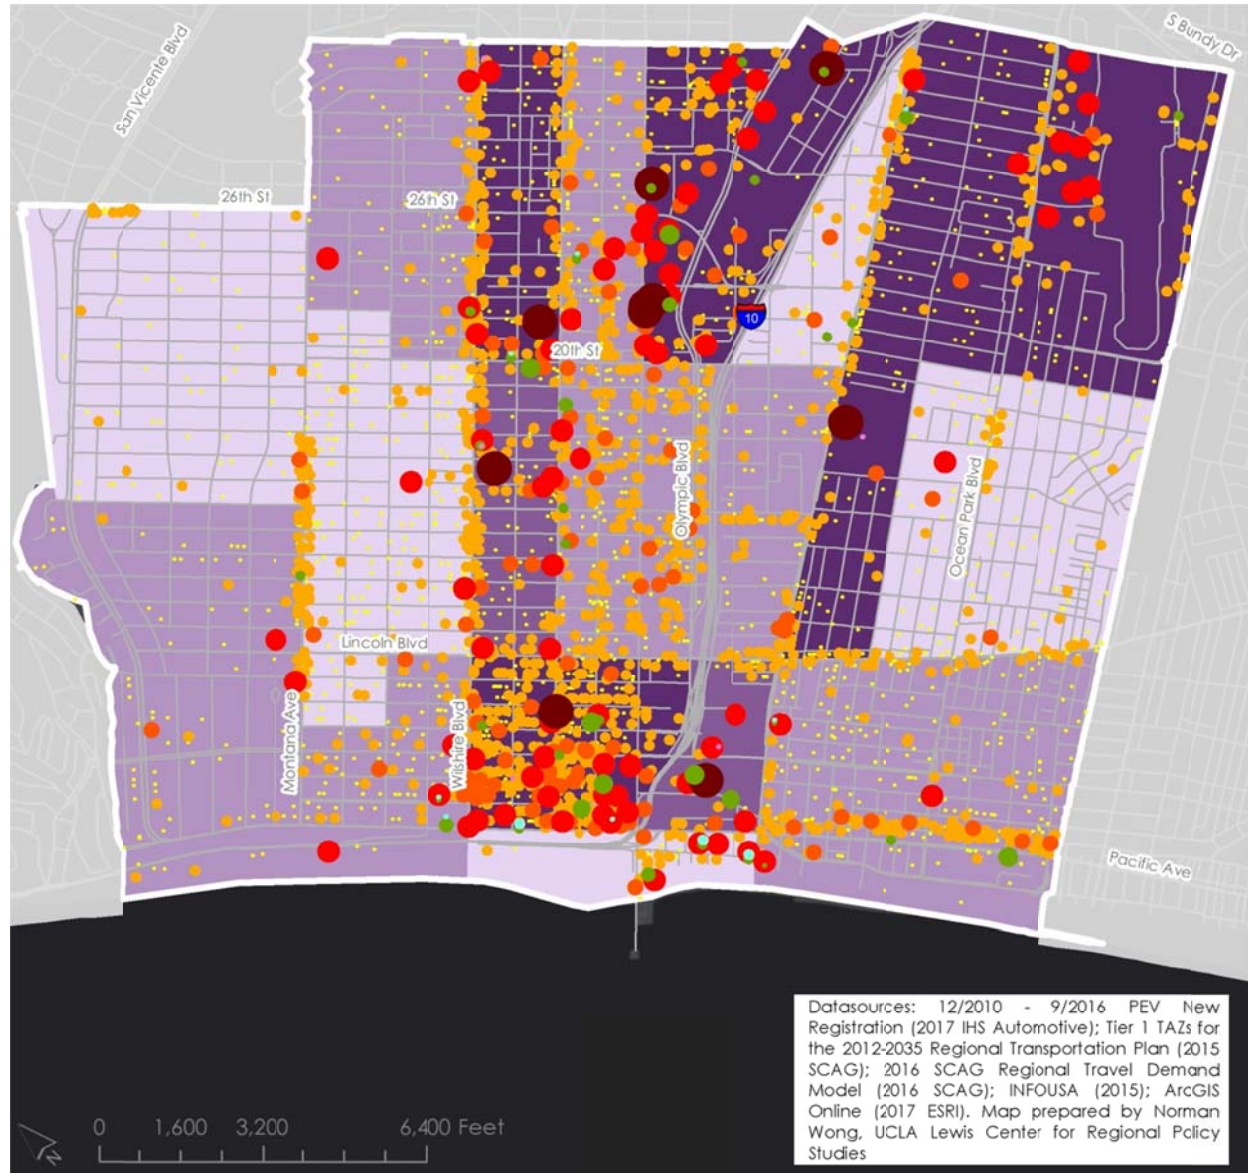 S Bundy Dr
San Vicente Blvd
26th St
26th St
10
20th St
Olympic Blvd
Ocean Park Blvd
Lincoln Blvd
Montana Ave
Wilshire Blvd
Pacific Ave
Datasources: 12/2010 - 9/2016 PEV New
Registration (2017 IHS Automotive); Tier 1 TAZs for
the 2012-2035 Regional Transportation Plan (2015
SCAG); 2016 SCAG Regional Travel Demand
Model (2016 SCAG); INFOUSA (2015); ArcGIS
Online (2017 ESRI). Map prepared by Norman
Wong, UCLA Lewis Center for Regional Policy
Studies
N
0 1,600 3,200 6,400 Feet